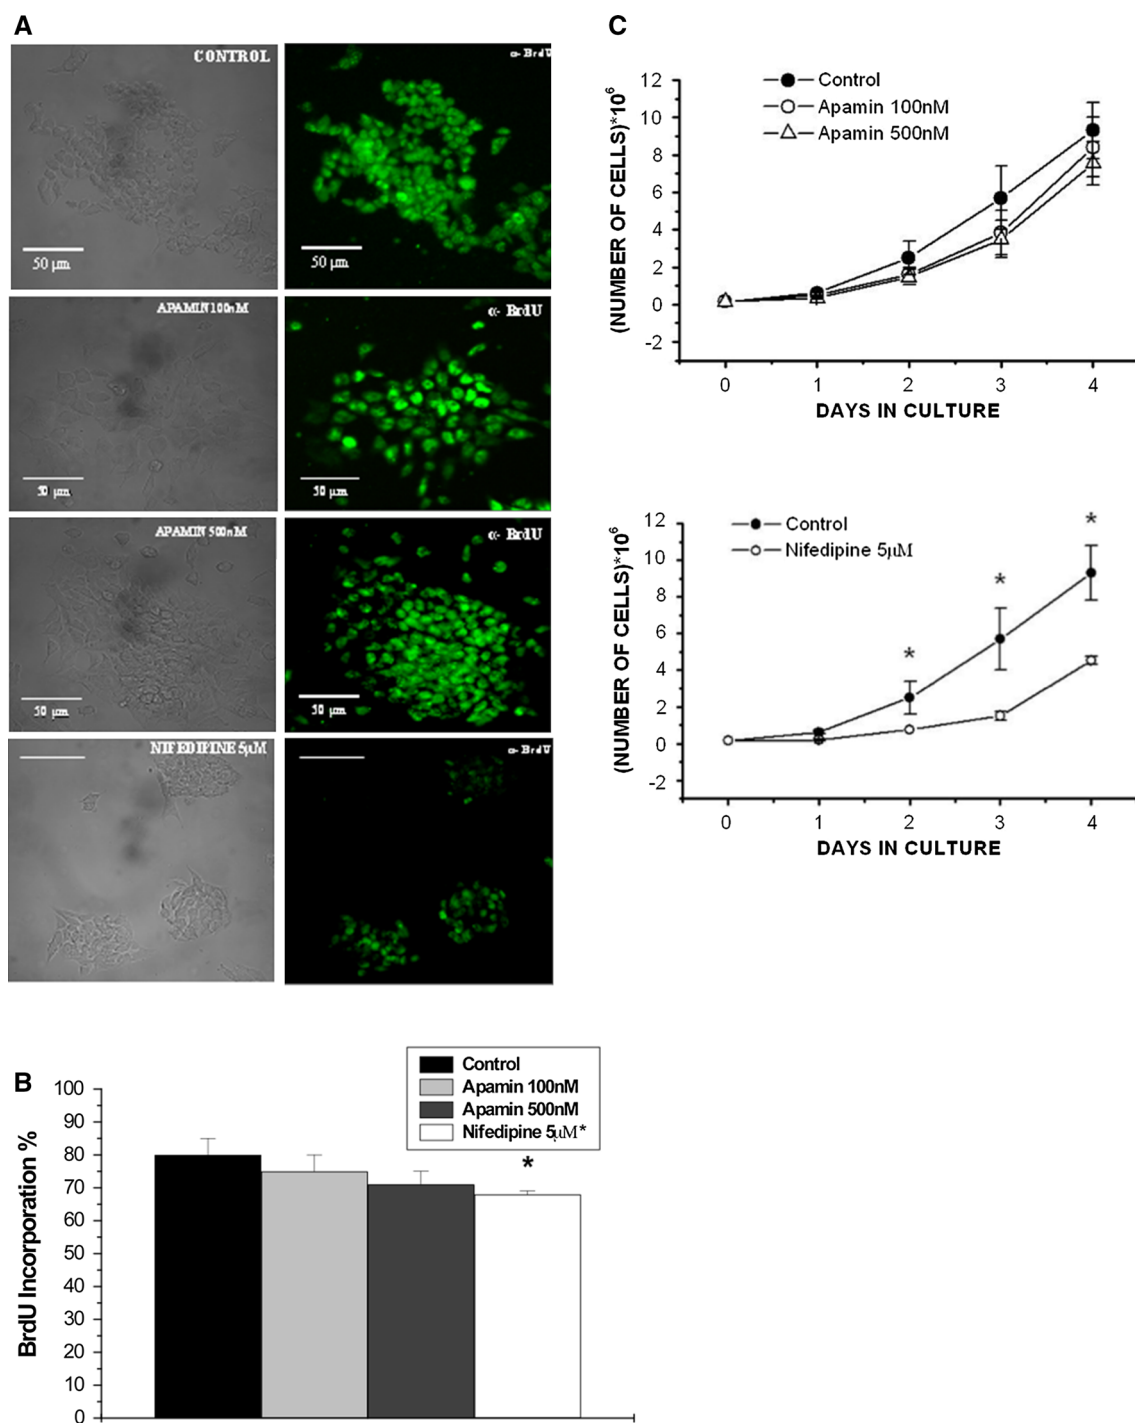 A
CONTROL
α-BrdU
50 µm
50 µm
APAMIN 100nM
α- BrdU
50 µm
50 µm
APAMIN 500nM
α- BrdU
50 µm
50 µm
NIFEDIPINE 5µM
α-BrdU
B
Control
Apamin 100nM
Apamin 500nM
Nifedipine 5µM*
*
BrdU Incorporation %
100
90
80
70
60
50
40
30
20
10
0
C
Control
Apamin 100nM
Apamin 500nM
(NUMBER OF CELLS)*10⁶
12
10
8
6
4
2
0
-2
0 1 2 3 4
DAYS IN CULTURE
Control
Nifedipine 5µM
* * *
(NUMBER OF CELLS)*10⁶
12
10
8
6
4
2
0
-2
0 1 2 3 4
DAYS IN CULTURE